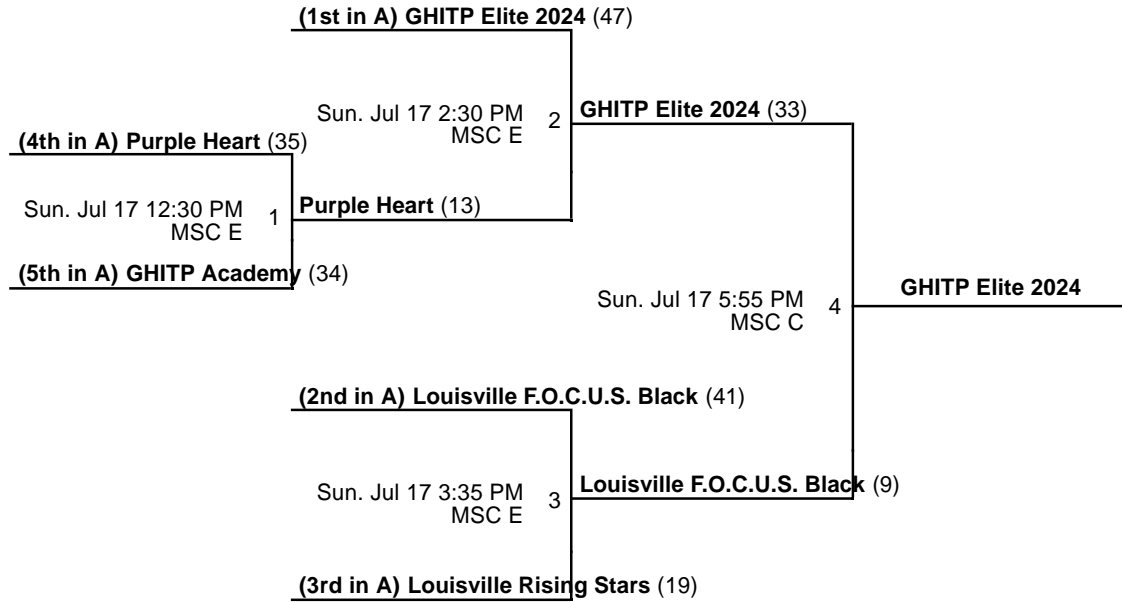 (1st in A) GHITP Elite 2024 (47)
Sun. Jul 17 2:30 PM
MSC E
2
GHITP Elite 2024 (33)
(4th in A) Purple Heart (35)
Sun. Jul 17 12:30 PM
MSC E
1
Purple Heart (13)
(5th in A) GHITP Academy (34)
Sun. Jul 17 5:55 PM
MSC C
4
GHITP Elite 2024
(2nd in A) Louisville F.O.C.U.S. Black (41)
Sun. Jul 17 3:35 PM
MSC E
3
Louisville F.O.C.U.S. Black (9)
(3rd in A) Louisville Rising Stars (19)